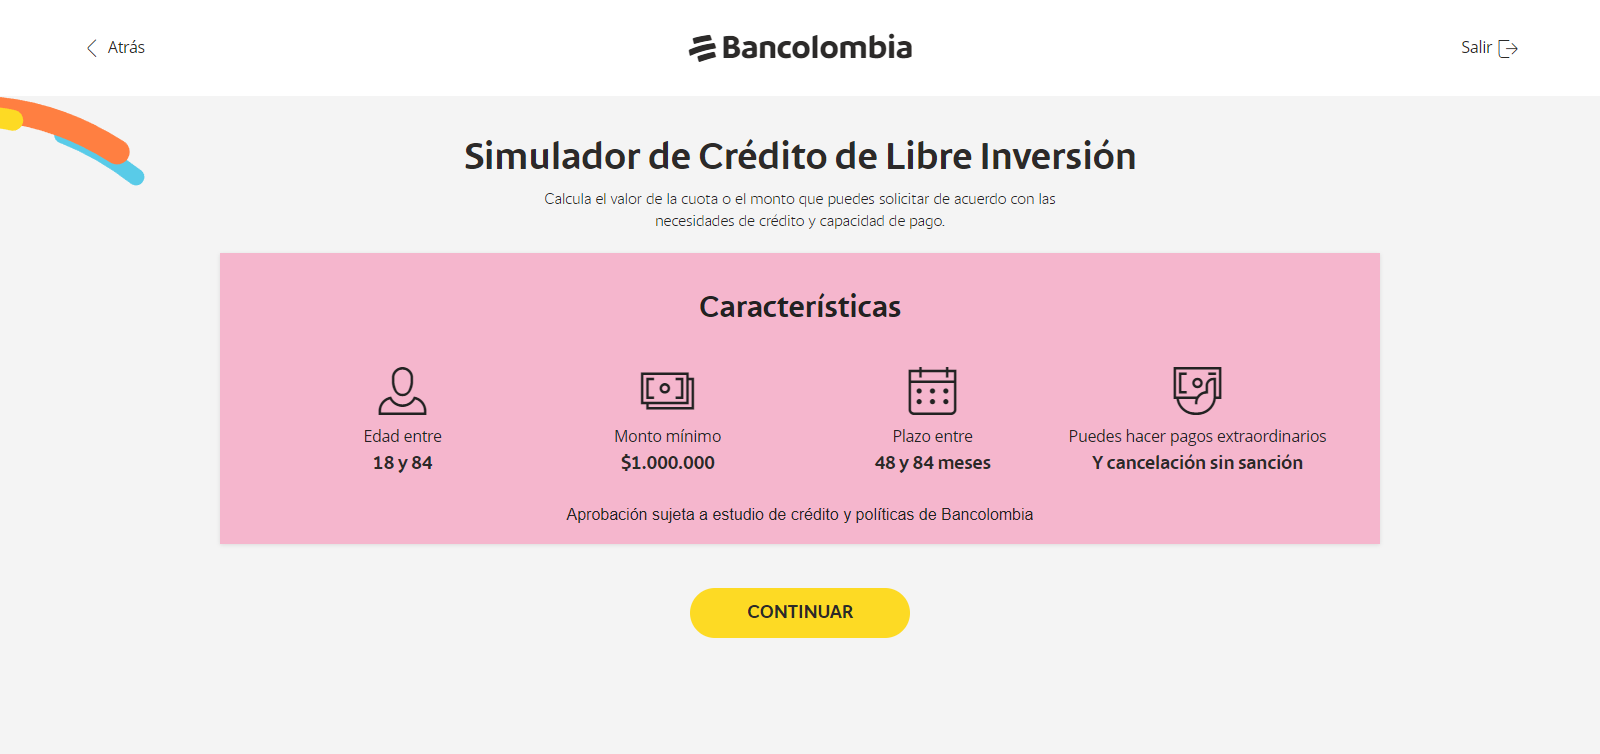 Atrás
Bancolombia
Salir
Simulador de Crédito de Libre Inversión
Calcula el valor de la cuota o el monto que puedes solicitar de acuerdo con las
necesidades de crédito y capacidad de pago.
Características
Edad entre
18 y 84
Monto mínimo
$1.000.000
Plazo entre
48 y 84 meses
Puedes hacer pagos extraordinarios
Y cancelación sin sanción
Aprobación sujeta a estudio de crédito y políticas de Bancolombia
CONTINUAR